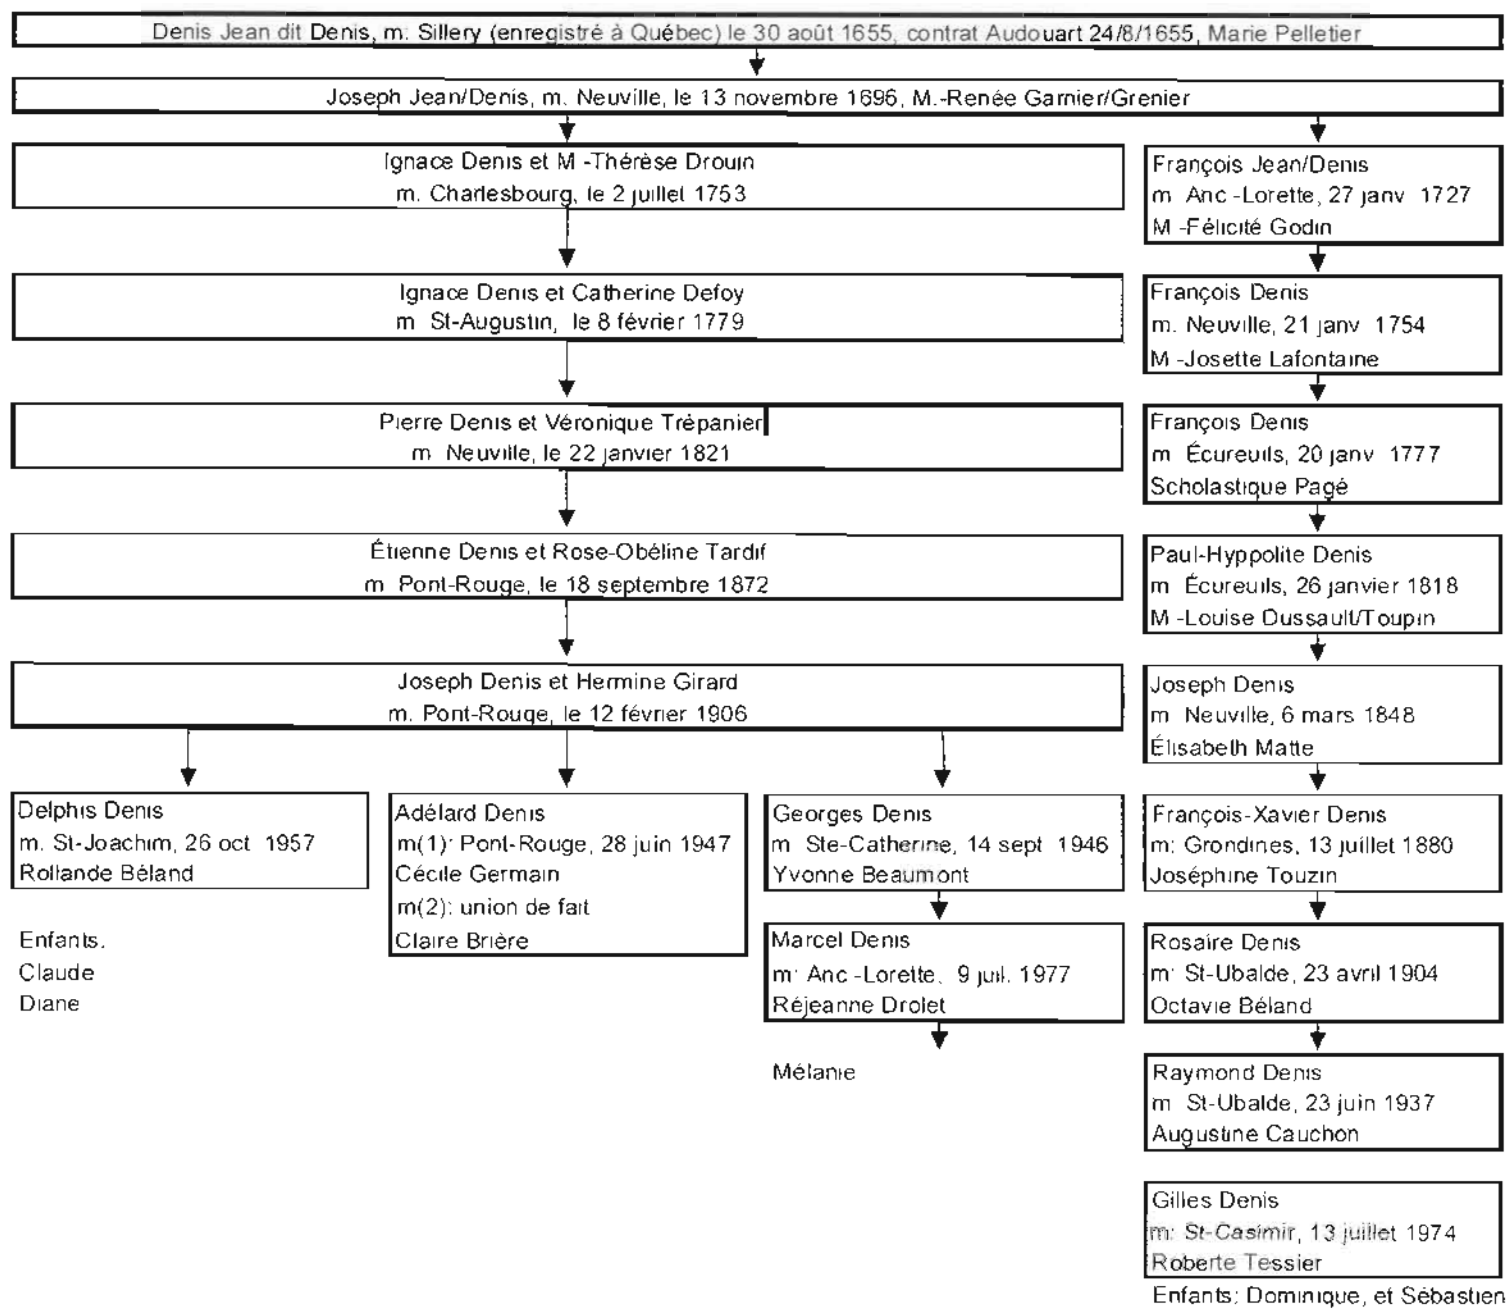 Denis Jean dit Denis, m. Sillery (enregistré à Québec) le 30 août 1655, contrat Audouart 24/8/1655, Marie Pelletier
Joseph Jean/Denis, m. Neuville, le 13 novembre 1696, M.-Renée Garnier/Grenier
Ignace Denis et M -Thérèse Drouin
m. Charlesbourg, le 2 juillet 1753
Ignace Denis et Catherine Defoy
m St-Augustin, le 8 février 1779
Pierre Denis et Véronique Trépanier
m Neuville, le 22 janvier 1821
Étienne Denis et Rose-Obéline Tardif
m Pont-Rouge, le 18 septembre 1872
Joseph Denis et Hermine Girard
m. Pont-Rouge, le 12 février 1906
Delphis Denis
m. St-Joachim, 26 oct 1957
Rollande Béland
Enfants.
Claude
Diane
Adélard Denis
m(1): Pont-Rouge, 28 juin 1947
Cécile Germain
m(2): union de fait
Claire Brière
Georges Denis
m Ste-Catherine, 14 sept 1946
Yvonne Beaumont
Marcel Denis
m: Anc -Lorette, 9 juil. 1977
Réjeanne Drolet
Mélanie
François Jean/Denis
m Anc -Lorette, 27 janv 1727
M -Félicité Godin
François Denis
m. Neuville, 21 janv 1754
M -Josette Lafontaine
François Denis
m Écureuils, 20 janv 1777
Scholastique Pagé
Paul-Hyppolite Denis
m Écureuils, 26 janvier 1818
M -Louise Dussault/Toupin
Joseph Denis
m Neuville, 6 mars 1848
Élisabeth Matte
François-Xavier Denis
m: Grondines, 13 juillet 1880
Joséphine Touzin
Rosaire Denis
m: St-Ubalde, 23 avril 1904
Octavie Béland
Raymond Denis
m St-Ubalde, 23 juin 1937
Augustine Cauchon
Gilles Denis
m: St-Casimir, 13 juillet 1974
Roberte Tessier
Enfants: Dominique, et Sébastien